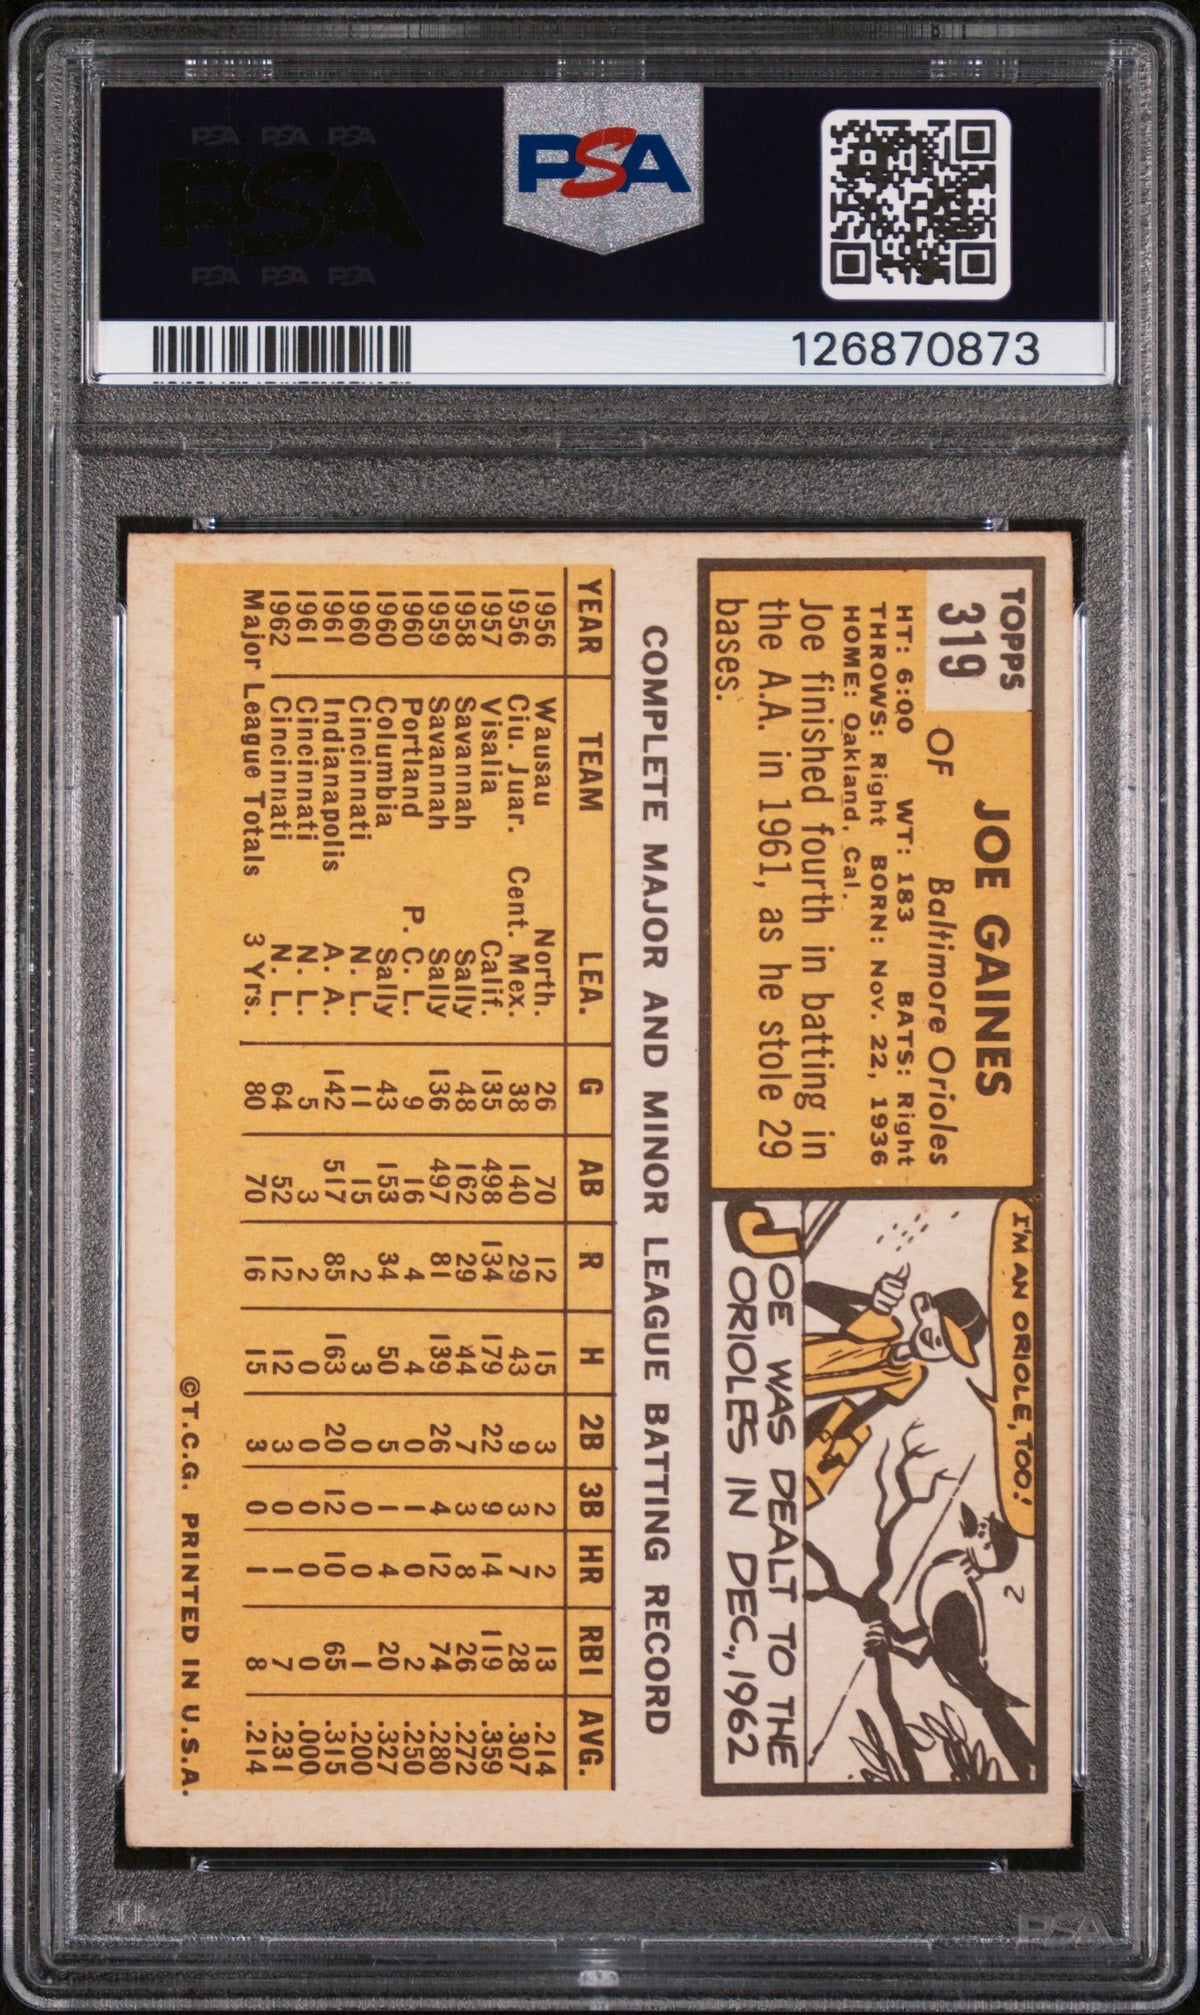 PSA PSA PSA
PSA
PSA PSA PSA
PSA
126870873
TOPPS
319
JOE GAINES
OF Baltimore Orioles
HT: 6:00 WT: 183 BATS: Right
THROWS: Right BORN: Nov. 22, 1936
HOME: Oakland, Cal.
Joe finished fourth in batting in
the A.A. in 1961, as he stole 29
bases.
I'M AN ORIOLE, TOO!
?
JOE WAS DEALT TO THE
ORIOLES IN DEC., 1962
COMPLETE MAJOR AND MINOR LEAGUE BATTING RECORD
YEAR TEAM LEA. G AB R H 2B 3B HR RBI AVG.
1956 Wausau North. 26 70 12 15 3 2 2 13 .214
1956 Ciu. Juar. Cent. Mex. 38 140 29 43 9 3 7 28 .307
1957 Visalia Calif. 135 498 134 179 22 9 14 119 .359
1958 Savannah Sally 48 162 29 44 7 3 8 26 .272
1959 Savannah Sally 136 497 81 139 26 4 12 74 .280
1960 Portland P. C. L. 9 16 4 4 0 1 0 2 .250
1960 Columbia Sally 43 153 34 50 5 1 4 20 .327
1960 Cincinnati N. L. 11 15 2 3 0 0 0 1 .200
1961 Indianapolis A. A. 142 517 85 163 20 12 10 65 .315
1961 Cincinnati N. L. 5 3 2 0 0 0 0 0 .000
1962 Cincinnati N. L. 64 52 12 12 3 0 1 7 .231
Major League Totals 3 Yrs. 80 70 16 15 3 0 1 8 .214
©T.C.G. PRINTED IN U.S.A.
PSA